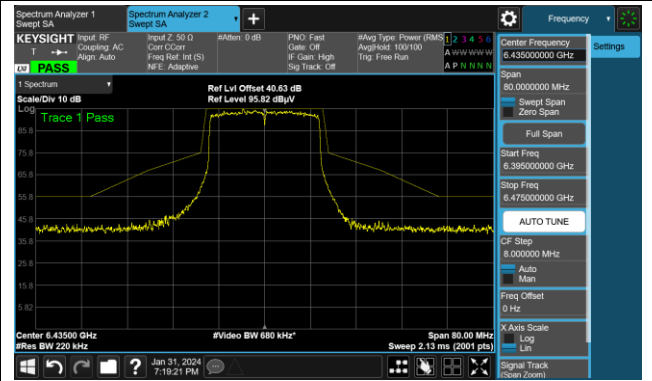 Spectrum Analyzer 1
Swept SA
Spectrum Analyzer 2
Swept SA
+
Frequency
KEYSIGHT
T
LV PASS
Input: RF
Coupling: AC
Align: Auto
Input Z: 50 Ω
Corr CCorr
Freq Ref: Int (S)
NFE: Adaptive
#Atten: 0 dB
PNO: Fast
Gate: Off
IF Gain: High
Sig Track: Off
#Avg Type: Power (RMS
Avg|Hold: 100/100
Trig: Free Run
1 2 3 4 5 6
A W W W W W
A P N N N N
1 Spectrum
Scale/Div 10 dB
Log
Ref Lvl Offset 40.63 dB
Ref Level 95.82 dBµV
Trace 1 Pass
85.8
75.8
65.8
55.8
45.8
35.8
25.8
15.8
5.82
Center 6.43500 GHz
#Res BW 220 kHz
#Video BW 680 kHz*
Span 80.00 MHz
Sweep 2.13 ms (2001 pts)
Center Frequency
6.435000000 GHz
Settings
Span
80.0000000 MHz
Swept Span
Zero Span
Full Span
Start Freq
6.395000000 GHz
Stop Freq
6.475000000 GHz
AUTO TUNE
CF Step
8.000000 MHz
Auto
Man
Freq Offset
0 Hz
X Axis Scale
Log
Lin
Signal Track
(Span Zoom)
?
Jan 31, 2024
7:19:21 PM